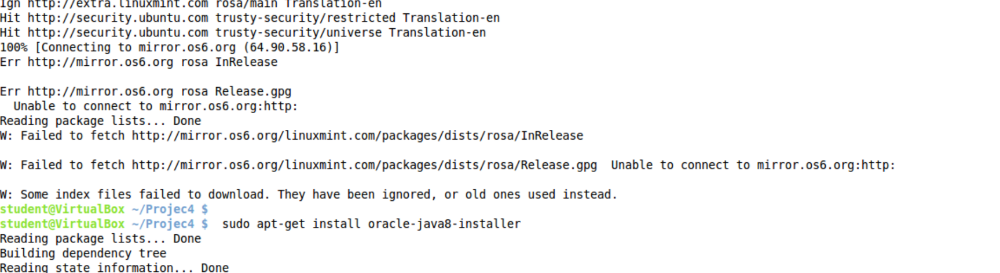 Ign http://extra.linuxmint.com rosa/main Translation-en
Hit http://security.ubuntu.com trusty-security/restricted Translation-en
Hit http://security.ubuntu.com trusty-security/universe Translation-en
100% [Connecting to mirror.os6.org (64.90.58.16)]
Err http://mirror.os6.org rosa InRelease
Err http://mirror.os6.org rosa Release.gpg
  Unable to connect to mirror.os6.org:http:
Reading package lists... Done
W: Failed to fetch http://mirror.os6.org/linuxmint.com/packages/dists/rosa/InRelease
W: Failed to fetch http://mirror.os6.org/linuxmint.com/packages/dists/rosa/Release.gpg  Unable to connect to mirror.os6.org:http:
W: Some index files failed to download. They have been ignored, or old ones used instead.
student@VirtualBox ~/Projec4 $
student@VirtualBox ~/Projec4 $  sudo apt-get install oracle-java8-installer
Reading package lists... Done
Building dependency tree
Reading state information... Done